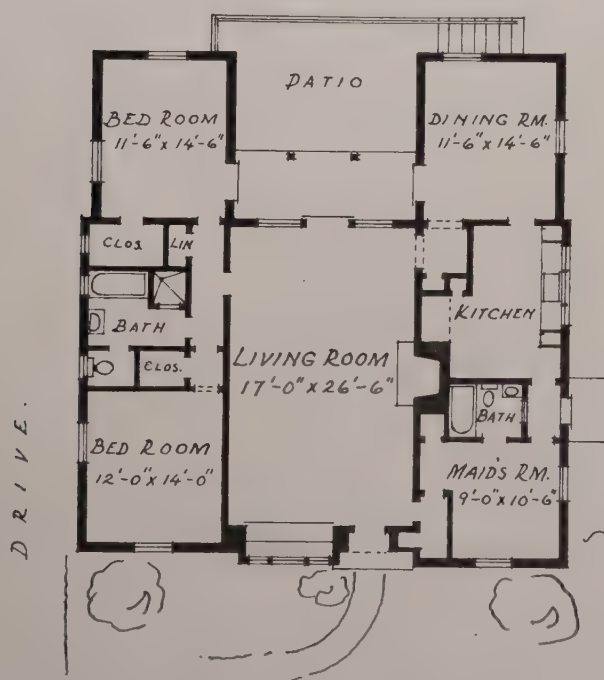 PATIO
BED ROOM
11'-6" x 14'-6"
DINING RM.
11'-6" x 14'-6"
CLOS.
LIN
BATH
KITCHEN
LIVING ROOM
17'-0" x 26'-6"
CLOS.
BATH
BED ROOM
12'-0" x 14'-0"
MAID'S RM.
9'-0" x 10'-6"
DRIVE.